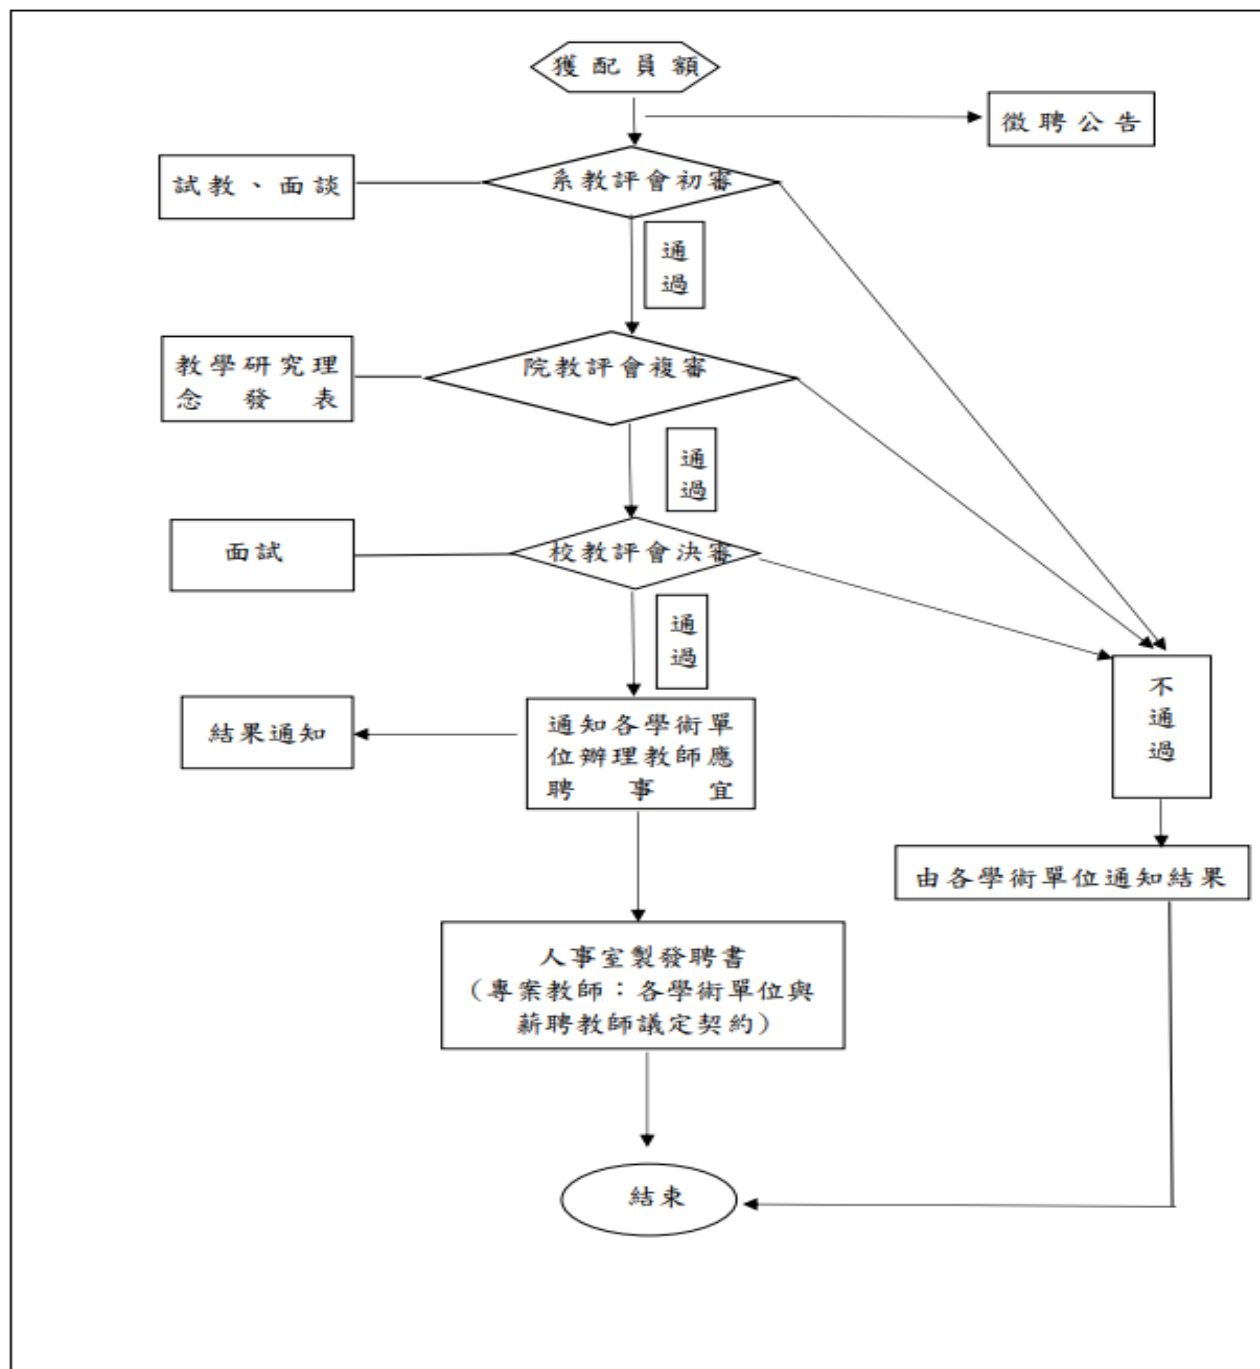 獲配員額
徵聘公告
試教、面談
系教評會初審
通
過
教學研究理
念發表
院教評會複審
通
過
面試
校教評會決審
通
過
結果通知
通知各學術單
位辦理教師應
聘事宜
不
通
過
由各學術單位通知結果
人事室製發聘書
（專案教師：各學術單位與
薪聘教師議定契約）
結束